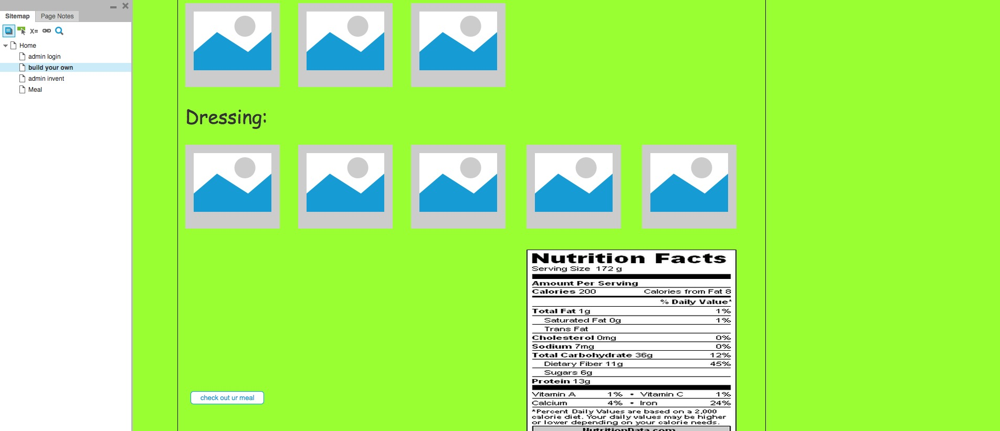 Sitemap
Page Notes
X=
Home
admin login
build your own
admin invent
Meal
Dressing:
Nutrition Facts
Serving Size 172 g
Amount Per Serving
Calories 200 Calories from Fat 8
% Daily Value*
Total Fat 1g 1%
Saturated Fat 0g 1%
Trans Fat
Cholesterol 0mg 0%
Sodium 7mg 0%
Total Carbohydrate 36g 12%
Dietary Fiber 11g 45%
Sugars 6g
Protein 13g
Vitamin A 1% • Vitamin C 1%
Calcium 4% • Iron 24%
*Percent Daily Values are based on a 2,000
calorie diet. Your daily values may be higher
or lower depending on your calorie needs.
NutritionData.com
check out ur meal